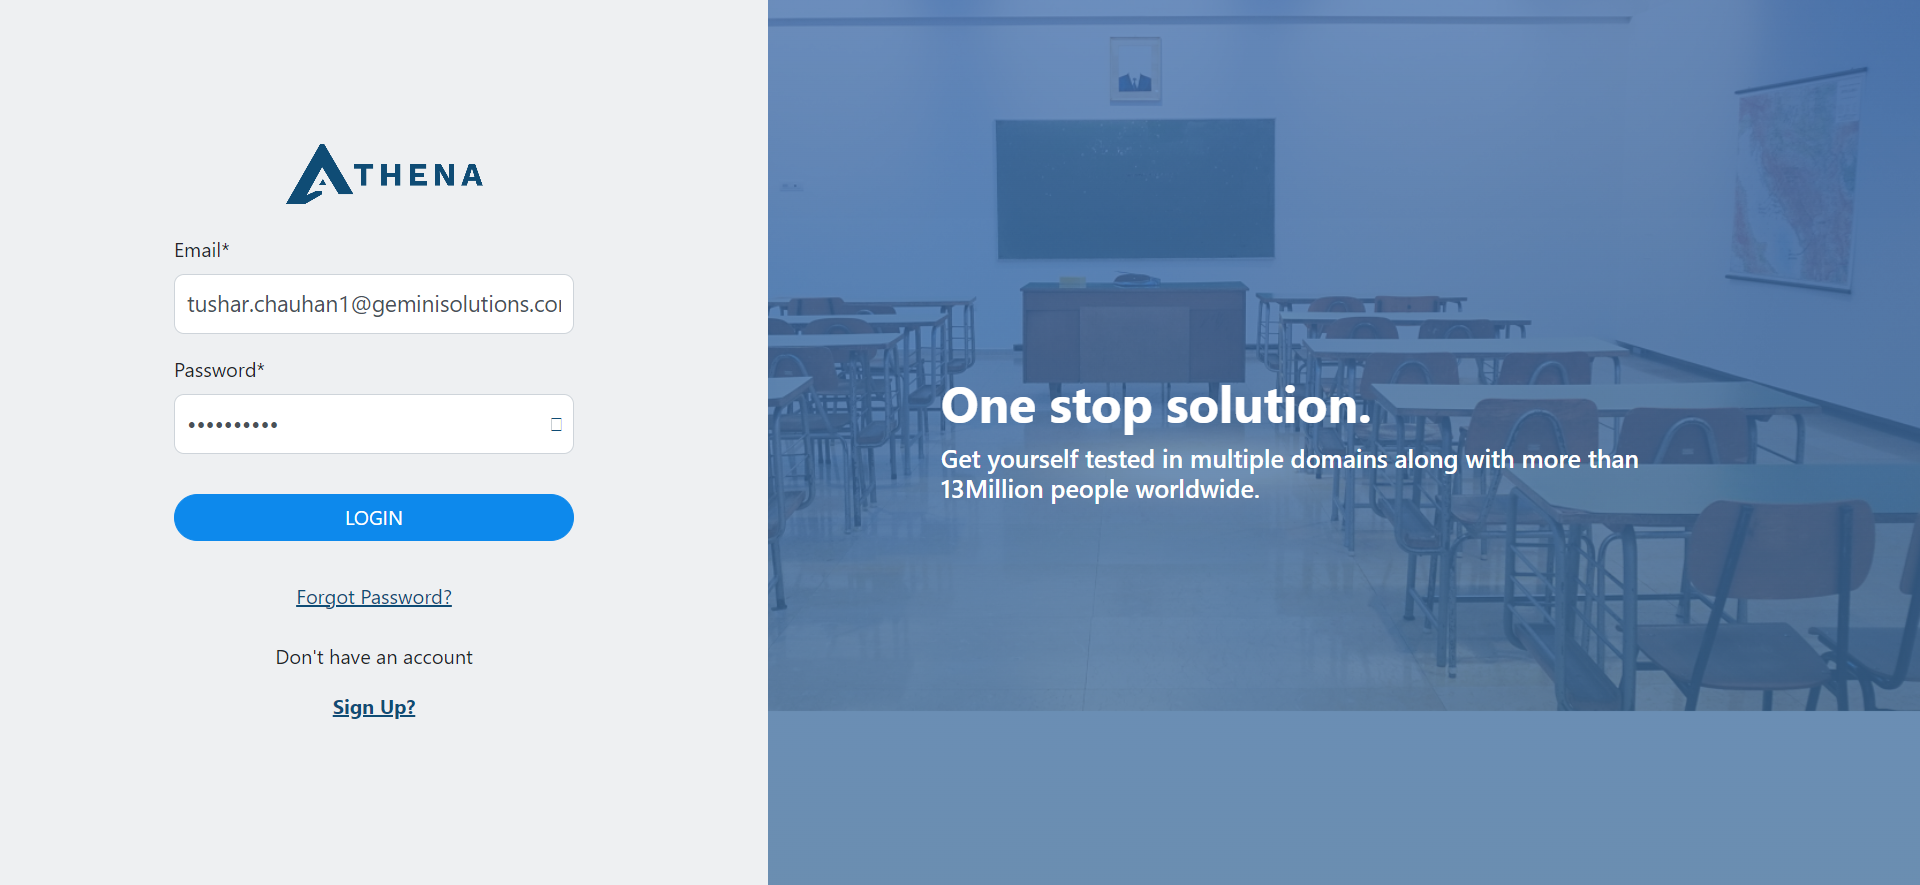 ATHENA
Email*
tushar.chauhan1@geminisolutions.co
Password*
••••••••••
LOGIN
Forgot Password?
Don't have an account
Sign Up?
One stop solution.
Get yourself tested in multiple domains along with more than
13Million people worldwide.